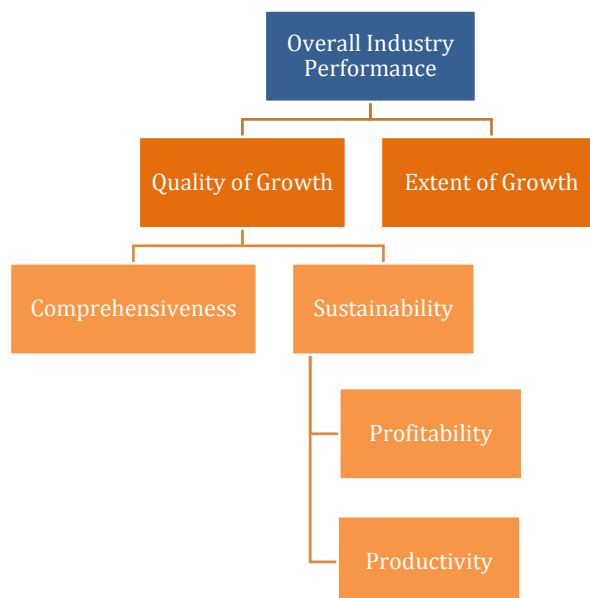 Overall Industry
Performance
Quality of Growth
Extent of Growth
Comprehensiveness
Sustainability
Profitability
Productivity